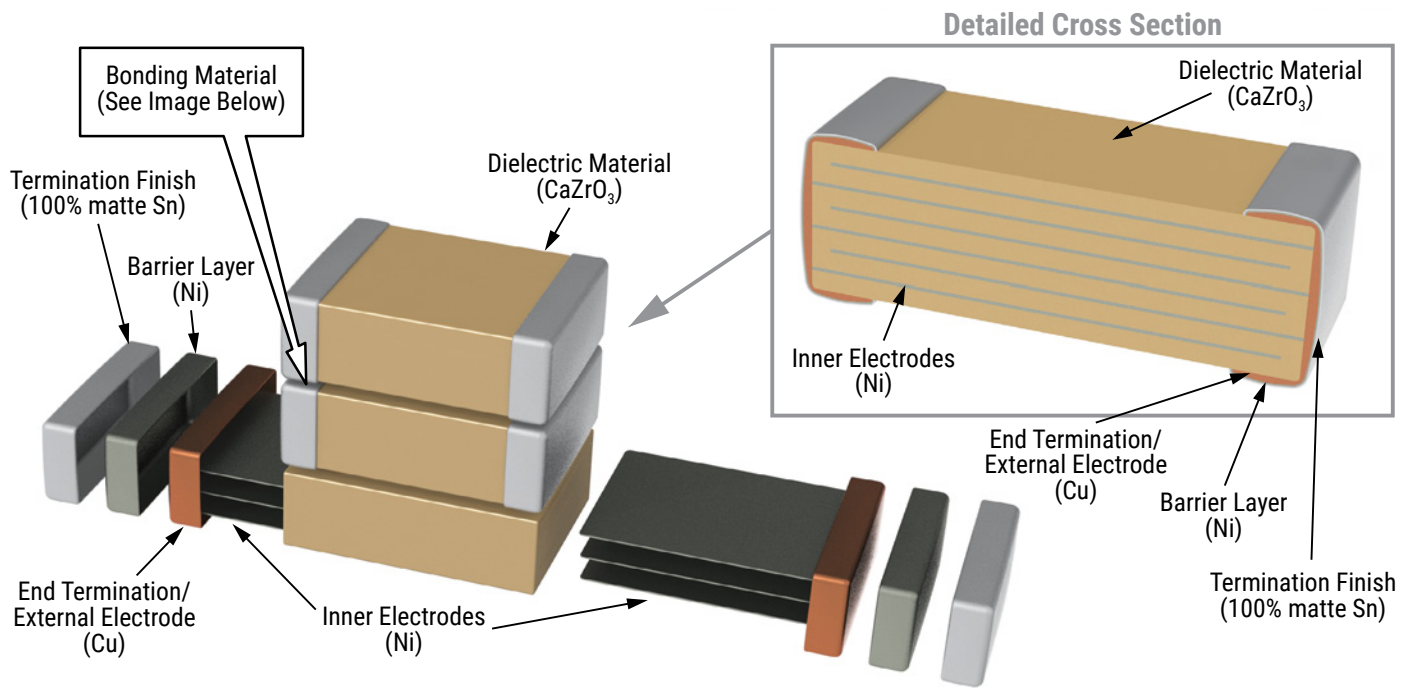 Detailed Cross Section
Bonding Material
(See Image Below)
Dielectric Material
(CaZrO₃)
Termination Finish
(100% matte Sn)
Dielectric Material
(CaZrO₃)
Barrier Layer
(Ni)
Inner Electrodes
(Ni)
End Termination/
External Electrode
(Cu)
Barrier Layer
(Ni)
Termination Finish
(100% matte Sn)
End Termination/
External Electrode
(Cu)
Inner Electrodes
(Ni)